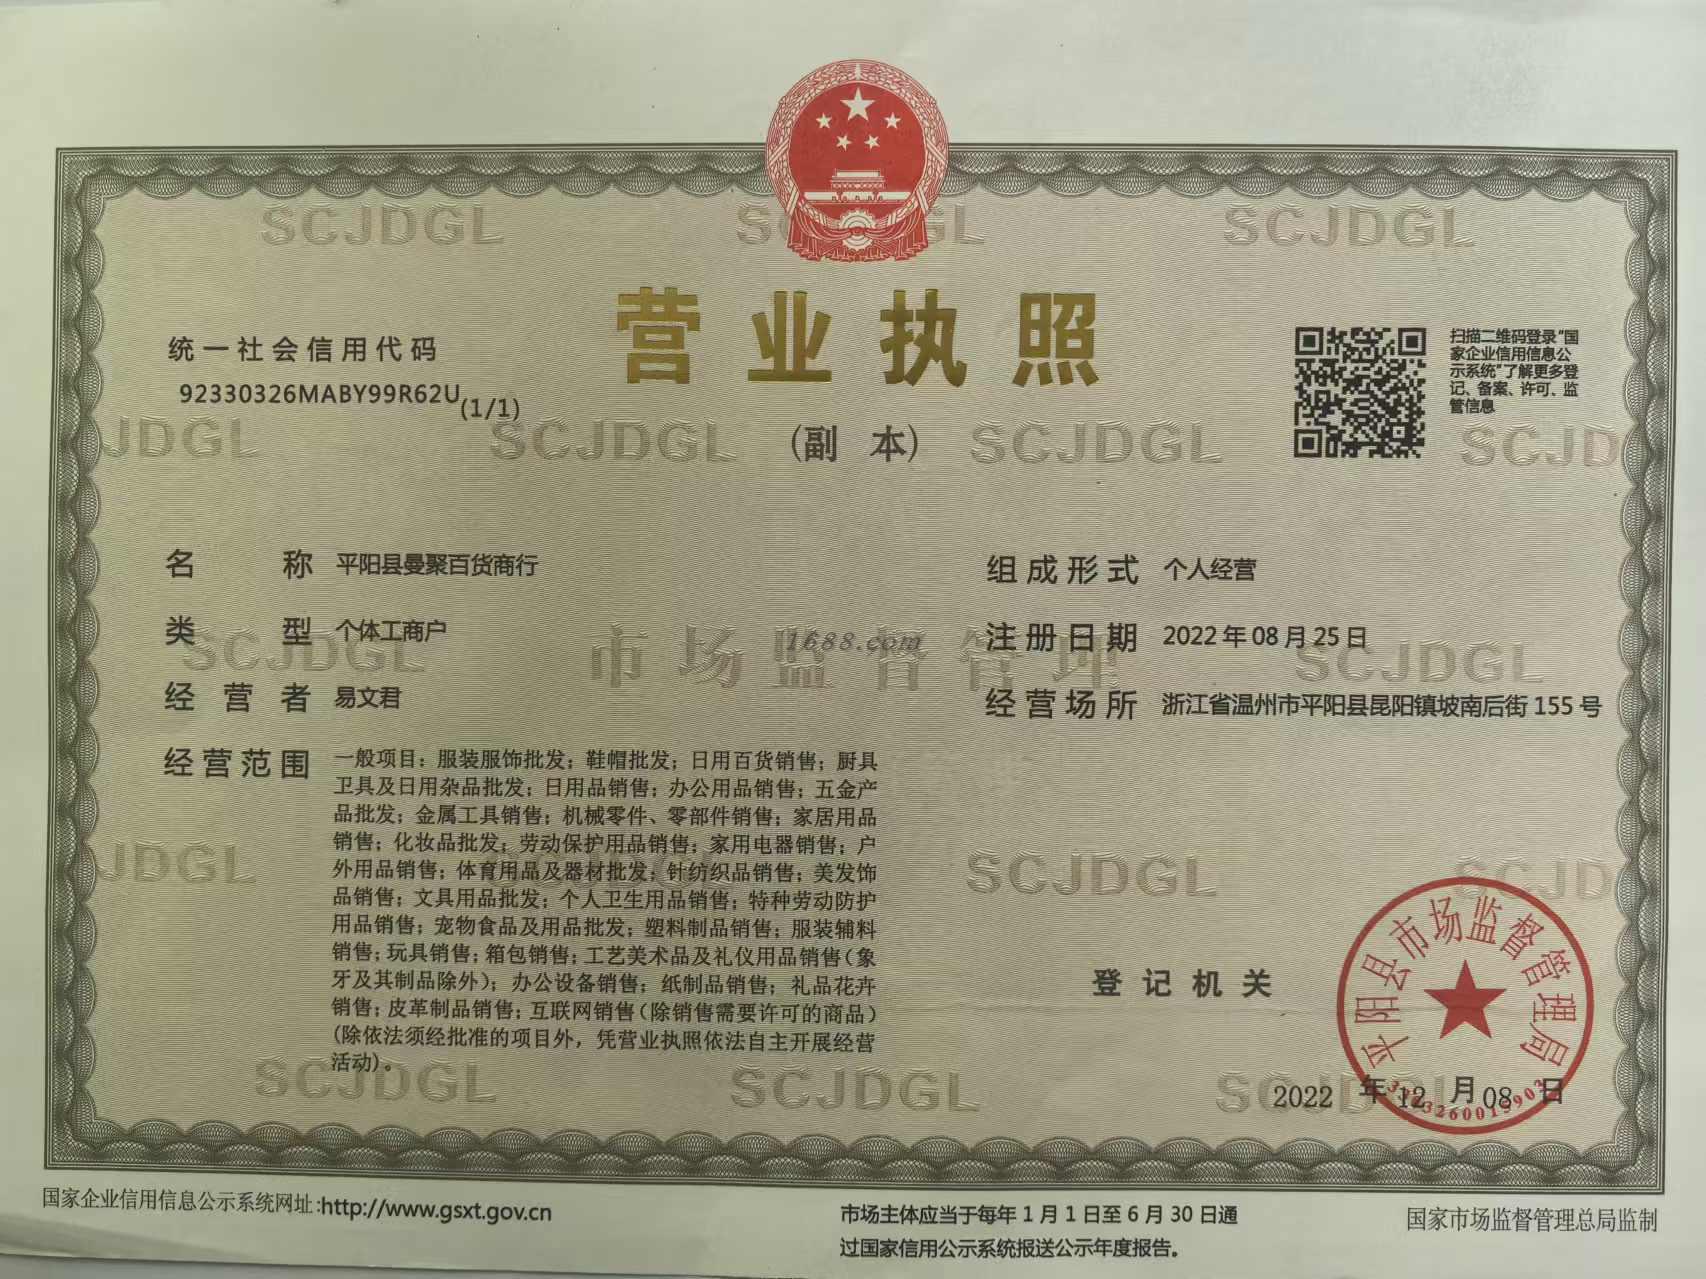 营业执照
(副 本)
统一社会信用代码
92330326MABY99R62U(1/1)
扫描二维码登录“国
家企业信用信息公
示系统”了解更多登
记、备案、许可、监
管信息
名 称 平阳县曼聚百货商行
类 型 个体工商户
经 营 者 易文君
经营范围 一般项目：服装服饰批发；鞋帽批发；日用百货销售；厨具
卫具及日用杂品批发；日用品销售；办公用品销售；五金产
品批发；金属工具销售；机械零件、零部件销售；家居用品
销售；化妆品批发；劳动保护用品销售；家用电器销售；户
外用品销售；体育用品及器材批发；针纺织品销售；美发饰
品销售；文具用品批发；个人卫生用品销售；特种劳动防护
用品销售；宠物食品及用品批发；塑料制品销售；服装辅料
销售；玩具销售；箱包销售；工艺美术品及礼仪用品销售（象
牙及其制品除外）；办公设备销售；纸制品销售；礼品花卉
销售；皮革制品销售；互联网销售（除销售需要许可的商品）
(除依法须经批准的项目外，凭营业执照依法自主开展经营
活动)。
组成形式 个人经营
注册日期 2022年08月25日
经营场所 浙江省温州市平阳县昆阳镇坡南后街155号
市场监督管理
1688.com
SCJDGL
登记机关
平阳县市场监督管理局
2022 年 12 月 08 日
国家企业信用信息公示系统网址:http://www.gsxt.gov.cn
市场主体应当于每年1月1日至6月30日通
过国家信用公示系统报送公示年度报告。
国家市场监督管理总局监制